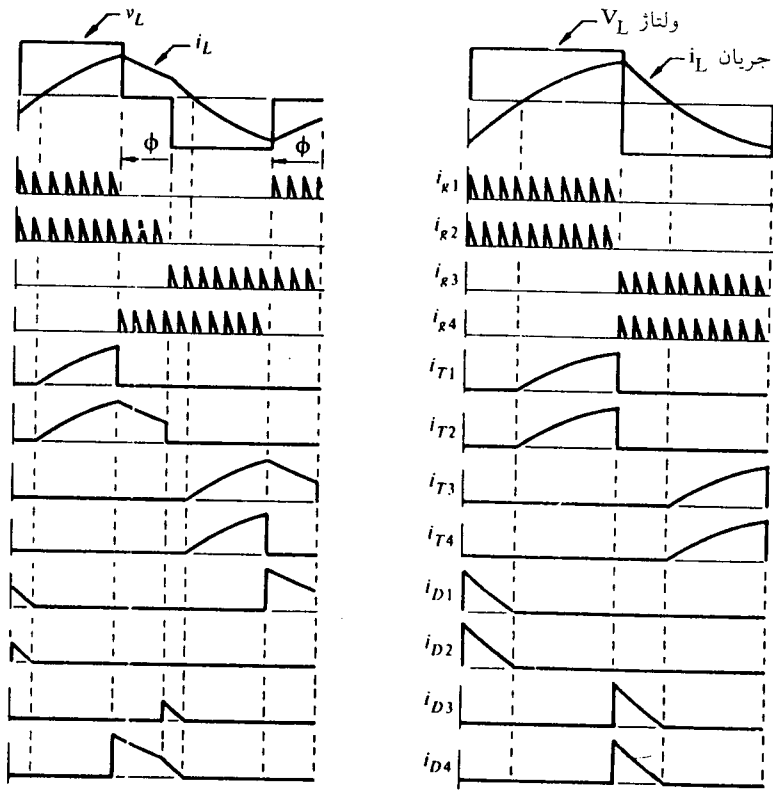 v_L
i_L
ϕ
ϕ
ولتاژ V_L
جریان i_L
i_g1
i_g2
i_g3
i_g4
i_T1
i_T2
i_T3
i_T4
i_D1
i_D2
i_D3
i_D4